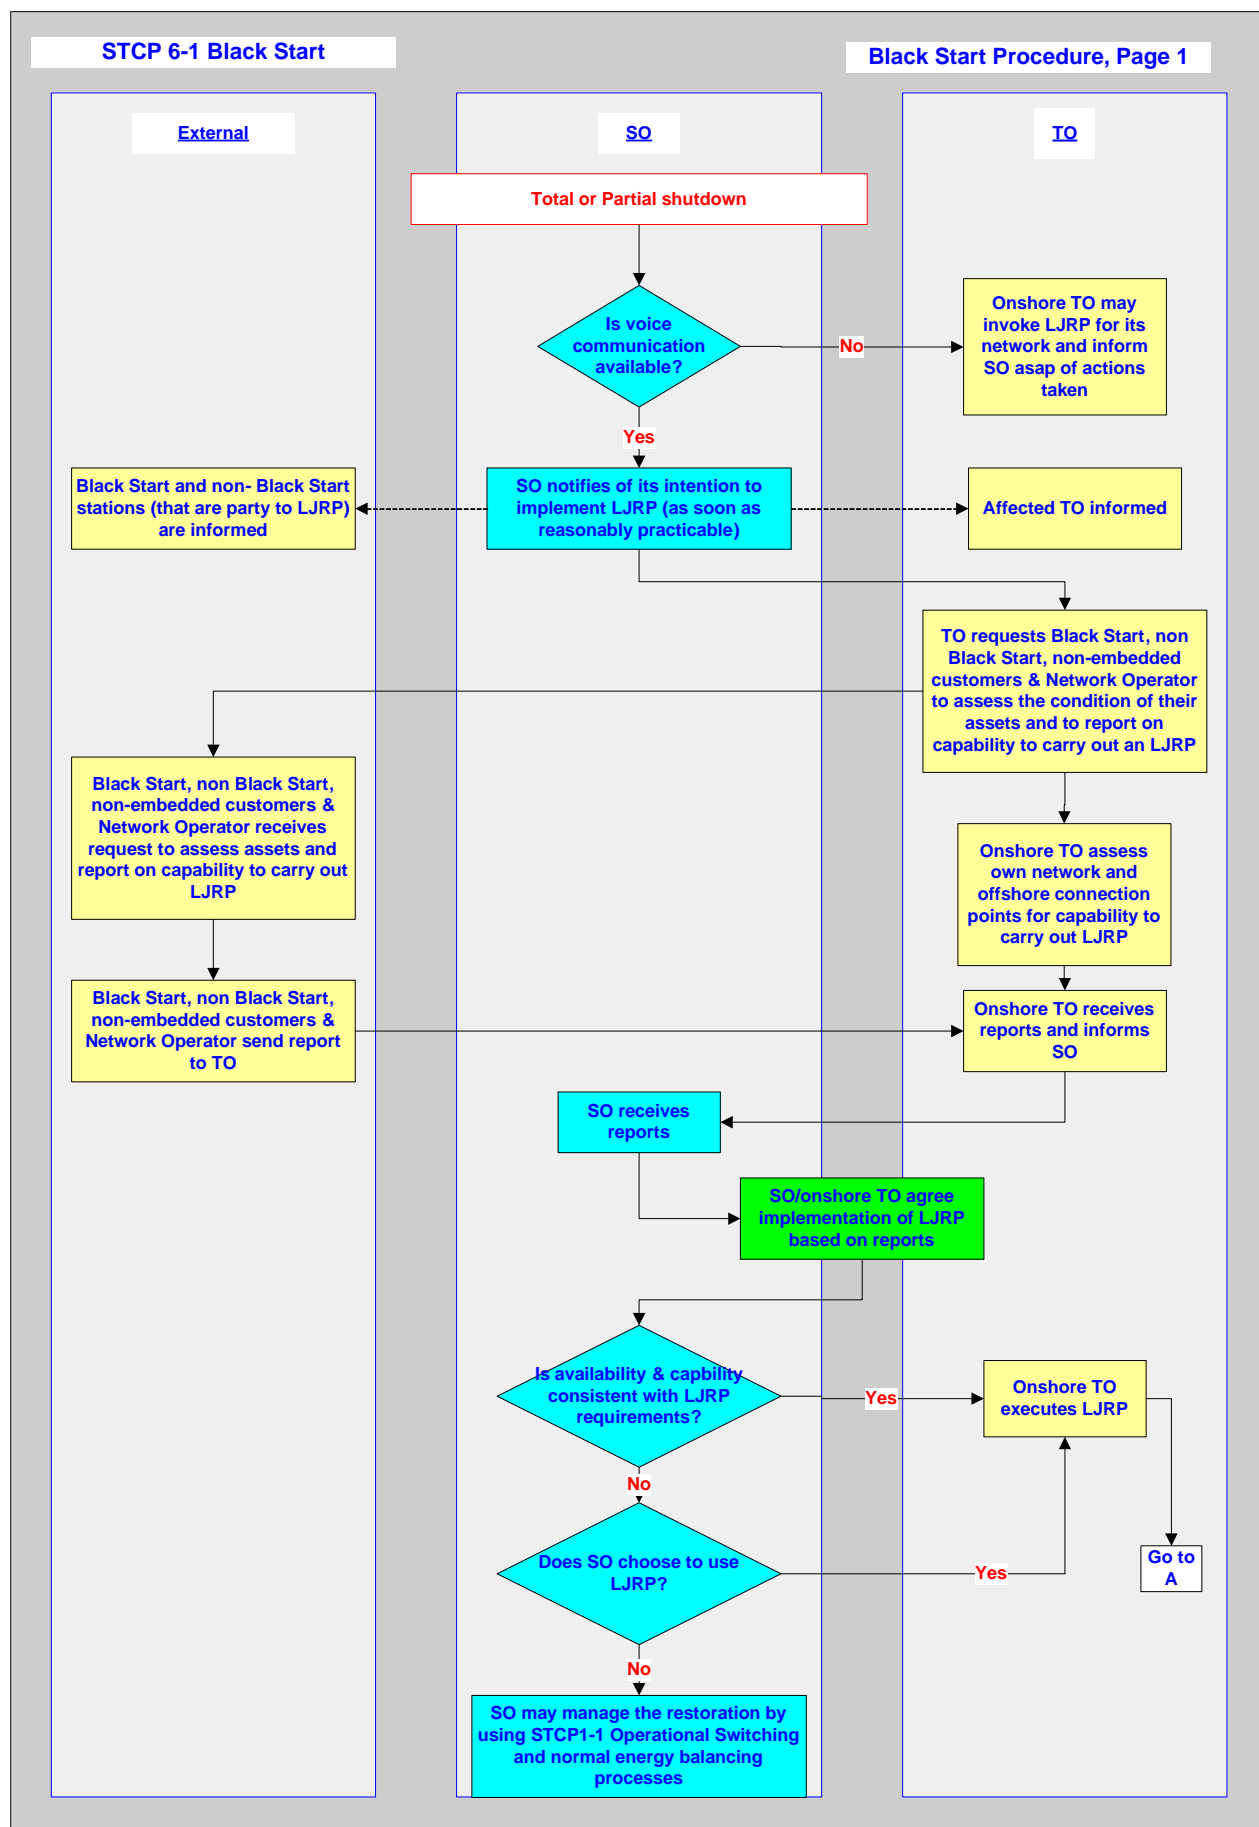 STCP 6-1 Black Start
Black Start Procedure, Page 1
External
SO
TO
Total or Partial shutdown
Is voice
communication
available?
No
Onshore TO may
invoke LJRP for its
network and inform
SO asap of actions
taken
Yes
Black Start and non- Black Start
stations (that are party to LJRP)
are informed
SO notifies of its intention to
implement LJRP (as soon as
reasonably practicable)
Affected TO informed
TO requests Black Start, non
Black Start, non-embedded
customers & Network Operator
to assess the condition of their
assets and to report on
capability to carry out an LJRP
Black Start, non Black Start,
non-embedded customers &
Network Operator receives
request to assess assets and
report on capability to carry out
LJRP
Onshore TO assess
own network and
offshore connection
points for capability to
carry out LJRP
Black Start, non Black Start,
non-embedded customers &
Network Operator send report
to TO
Onshore TO receives
reports and informs
SO
SO receives
reports
SO/onshore TO agree
implementation of LJRP
based on reports
Is availability & capbility
consistent with LJRP
requirements?
Yes
Onshore TO
executes LJRP
No
Does SO choose to use
LJRP?
Yes
Go to
A
No
SO may manage the restoration by
using STCP1-1 Operational Switching
and normal energy balancing
processes